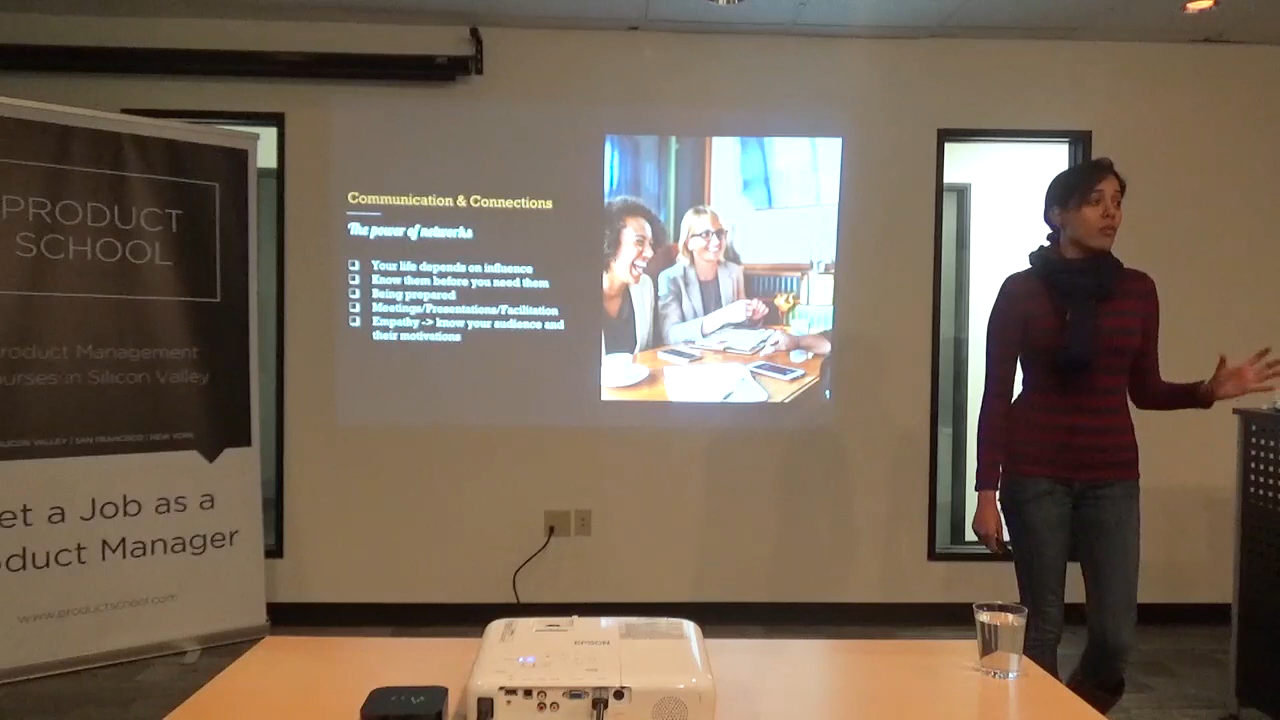 PRODUCT
SCHOOL
roduct Management
ourses in Silicon Valley
SILICON VALLEY | SAN FRANCISCO | NEW YORK
et a Job as a
oduct Manager
www.productschool.com
Communication & Connections
The power of networks
Your life depends on influence
Know them before you need them
Being prepared
Meetings/Presentations/Facilitation
Empathy -> know your audience and
their motivations
EPSON